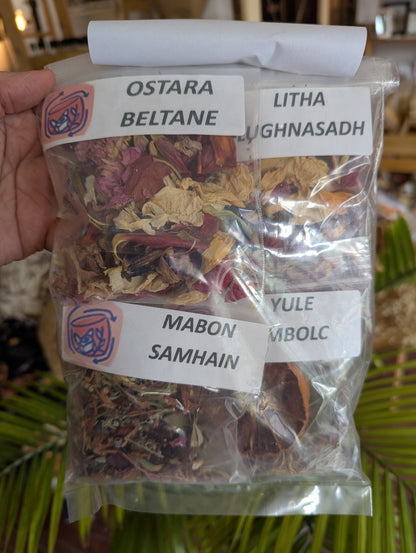 OSTARA
BELTANE
LITHA
UGHNASADH
MABON
SAMHAIN
YULE
MBOLC